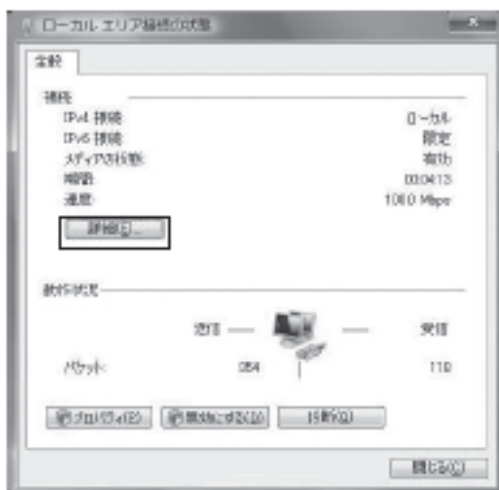 ローカル エリア接続の状態
全般
接続
IPv4 接続 ローカル
IPv6 接続 限定
メディアの状態: 有効
期間: 00:04:13
速度: 100.0 Mbps
詳細(E)...
動作状況
送信 — — 受信
パケット: 354 110
プロパティ(P) 無効にする(D) 診断(G)
閉じる(C)